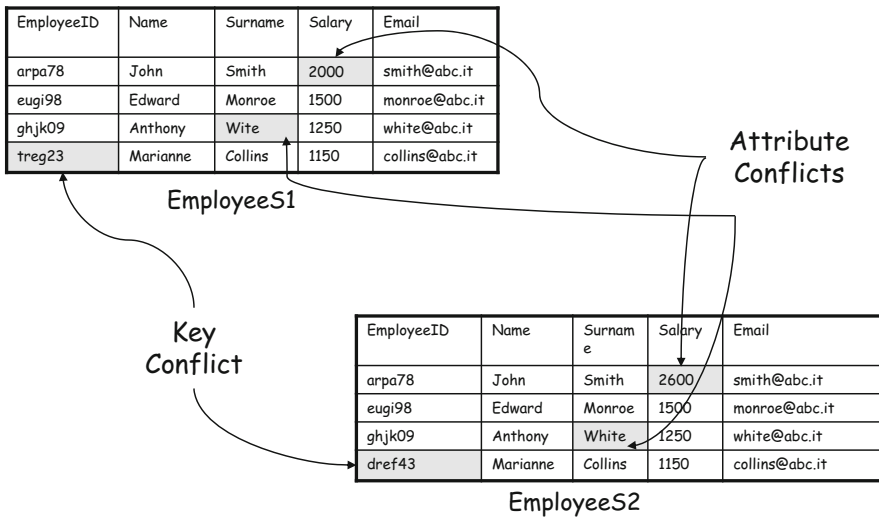 EmployeeID Name Surname Salary Email
arpa78 John Smith 2000 smith@abc.it
eugi98 Edward Monroe 1500 monroe@abc.it
ghjk09 Anthony Wite 1250 white@abc.it
treg23 Marianne Collins 1150 collins@abc.it
EmployeeS1
Attribute
Conflicts
Key
Conflict
EmployeeID Name Surnam Salary Email
e
arpa78 John Smith 2600 smith@abc.it
eugi98 Edward Monroe 1500 monroe@abc.it
ghjk09 Anthony White 1250 white@abc.it
dref43 Marianne Collins 1150 collins@abc.it
EmployeeS2